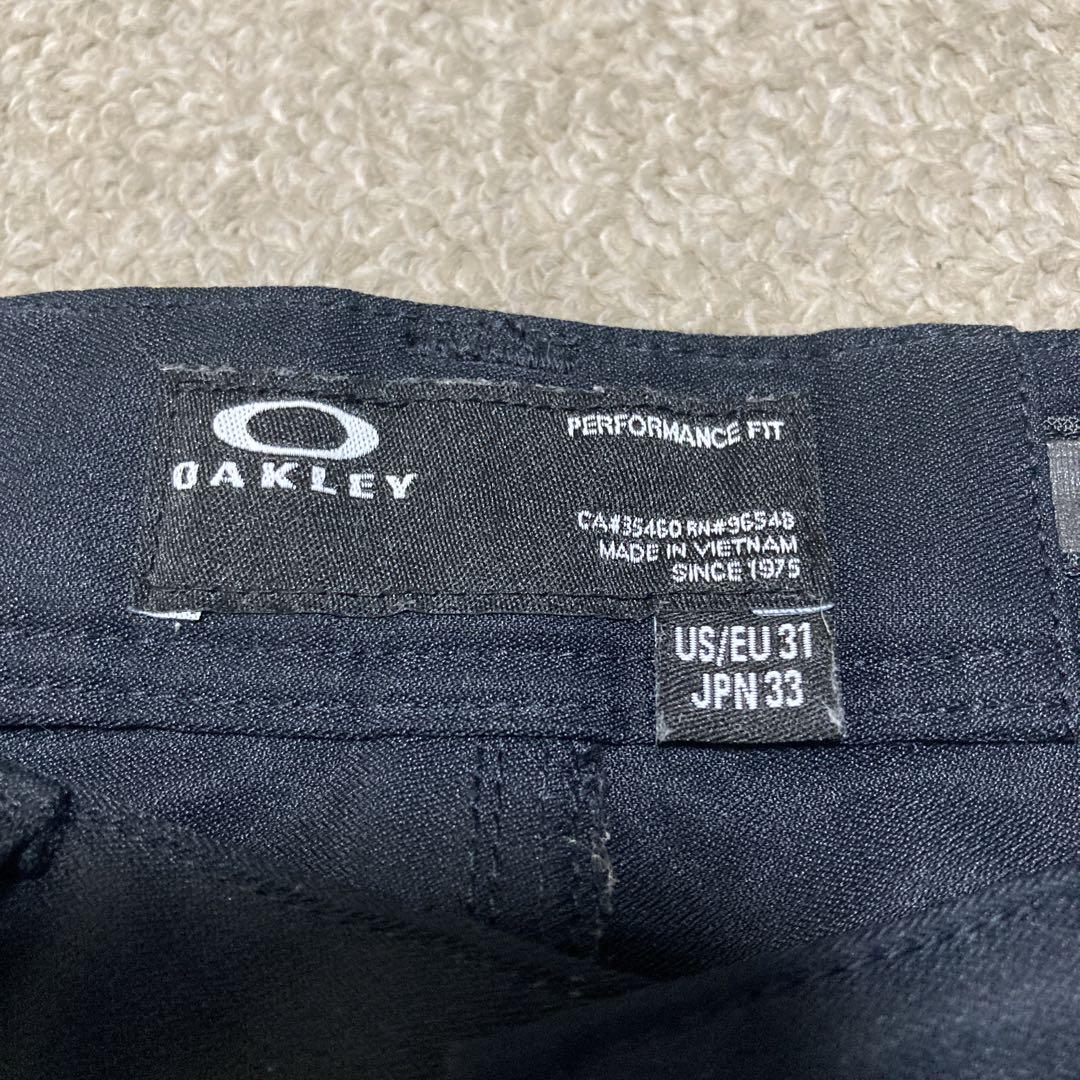 OAKLEY
PERFORMANCE FIT
CA#35460 RN#96548
MADE IN VIETNAM
SINCE 1975
US/EU 31
JPN 33